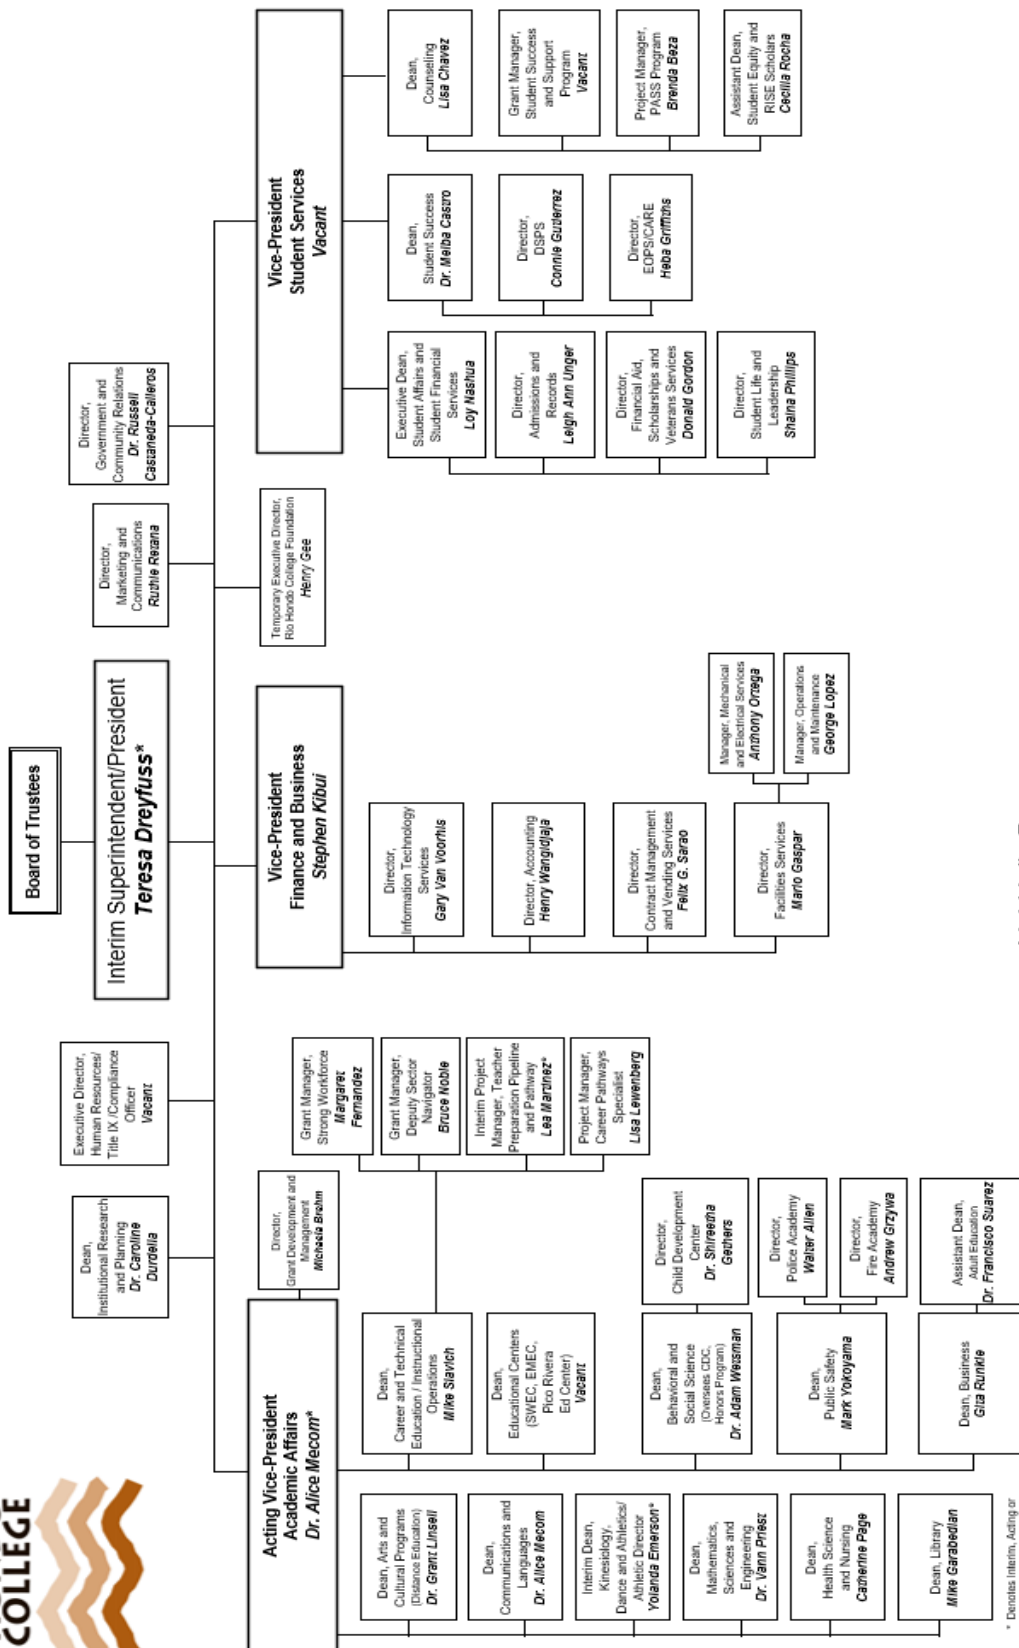 COLLEGE
Board of Trustees
Interim Superintendent/President
Teresa Dreyfuss*
Dean,
Institutional Research
and Planning
Dr. Caroline
Durdella
Executive Director,
Human Resources/
Title IX /Compliance
Officer
Vacant
Director,
Marketing and
Communications
Ruthie Retana
Director,
Government and
Community Relations
Dr. Russell
Castaneda-Calleros
Temporary Executive Director,
Rio Hondo College Foundation
Henry Gee
Acting Vice-President
Academic Affairs
Dr. Alice Mecom*
Director,
Grant Development and
Management
Michaela Brehm
Dean, Arts and
Cultural Programs
(Distance Education)
Dr. Grant Linsell
Dean,
Communications and
Languages
Dr. Alice Mecom
Interim Dean,
Kinesiology,
Dance and Athletics/
Athletic Director
Yolanda Emerson*
Dean,
Mathematics,
Sciences and
Engineering
Dr. Vann Priest
Dean,
Health Science
and Nursing
Catherine Page
Dean, Library
Mike Garabedian
Dean,
Career and Technical
Education / Instructional
Operations
Mike Slavich
Grant Manager,
Strong Workforce
Margaret
Fernandez
Grant Manager,
Deputy Sector
Navigator
Bruce Noble
Interim Project
Manager, Teacher
Preparation Pipeline
and Pathway
Lea Martinez*
Project Manager,
Career Pathways
Specialist
Lisa Lewenberg
Dean,
Educational Centers
(SWEC, EMEC,
Pico Rivera
Ed Center)
Vacant
Dean,
Behavioral and
Social Science
(Oversees CDC,
Honors Program)
Dr. Adam Wetsman
Director,
Child Development
Center
Dr. Shireetha
Gethers
Dean,
Public Safety
Mark Yokoyama
Director,
Police Academy
Walter Allen
Director,
Fire Academy
Andrew Grzywa
Dean, Business
Gita Runkle
Assistant Dean,
Adult Education
Dr. Francisco Suarez
Vice-President
Finance and Business
Stephen Kibui
Director,
Information Technology
Services
Gary Van Voorhis
Director, Accounting
Henry Wangidjaja
Director,
Contract Management
and Vending Services
Felix G. Sarao
Director,
Facilities Services
Mario Gaspar
Manager, Mechanical
and Electrical Services
Anthony Ortega
Manager, Operations
and Maintenance
George Lopez
Vice-President
Student Services
Vacant
Executive Dean,
Student Affairs and
Student Financial
Services
Loy Nashua
Director,
Admissions and
Records
Leigh Ann Unger
Director,
Financial Aid,
Scholarships and
Veterans Services
Donald Gordon
Director,
Student Life and
Leadership
Shaina Phillips
Dean,
Student Success
Dr. Melba Castro
Director,
DSPS
Connie Gutierrez
Director,
EOPS/CARE
Heba Griffiths
Dean,
Counseling
Lisa Chavez
Grant Manager,
Student Success
and Support
Program
Vacant
Project Manager,
PASS Program
Brenda Baza
Assistant Dean,
Student Equity and
RISE Scholars
Cecilia Rocha
* Denotes Interim, Acting or